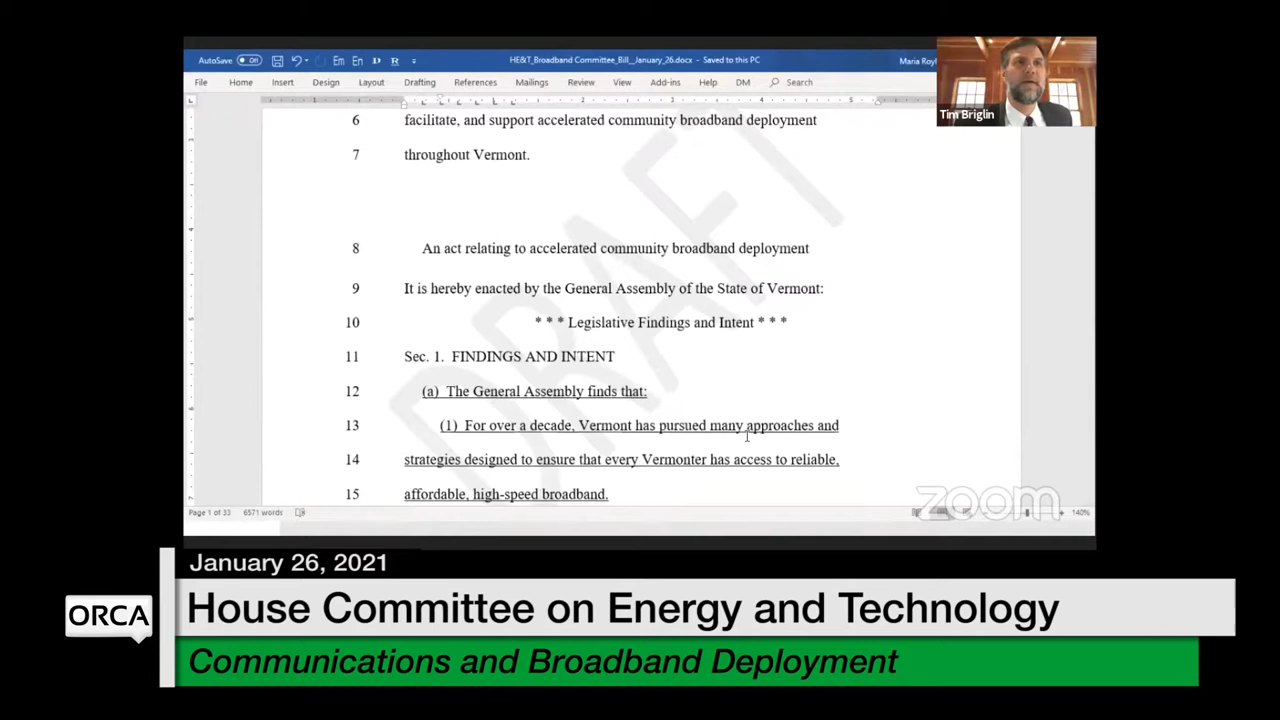 AutoSave Off Em En D R HE&T_Broadband Committee_Bill_January_26.docx - Saved to this PC
File Home Insert Design Layout Drafting References Mailings Review View Add-ins Help DM Search
Tim Briglin
6 facilitate, and support accelerated community broadband deployment
7 throughout Vermont.
8 An act relating to accelerated community broadband deployment
9 It is hereby enacted by the General Assembly of the State of Vermont:
10 * * * Legislative Findings and Intent * * *
11 Sec. 1. FINDINGS AND INTENT
12 (a) The General Assembly finds that:
13 (1) For over a decade, Vermont has pursued many approaches and
14 strategies designed to ensure that every Vermonter has access to reliable,
15 affordable, high-speed broadband.
DRAFT
zoom
Page 1 of 33 6571 words 140%
January 26, 2021
ORCA
House Committee on Energy and Technology
Communications and Broadband Deployment